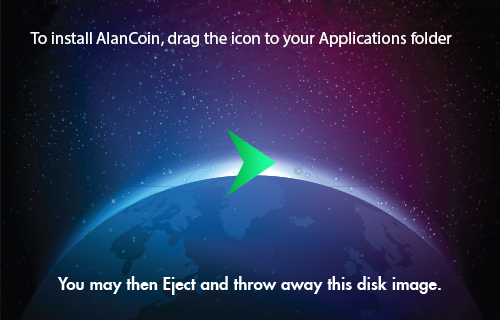 To install AlanCoin, drag the icon to your Applications folder
You may then Eject and throw away this disk image.